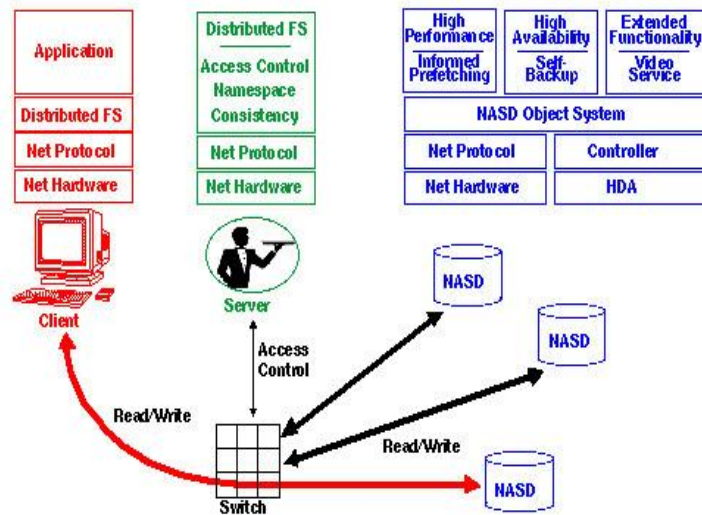 Application
Distributed FS
Net Protocol
Net Hardware
Client
Distributed FS
Access Control
Namespace
Consistency
Net Protocol
Net Hardware
Server
High
Performance
Informed
Prefetching
High
Availability
Self-
Backup
Extended
Functionality
Video
Service
NASD Object System
Net Protocol
Controller
Net Hardware
HDA
NASD
NASD
Access
Control
Read/Write
Read/Write
NASD
Switch